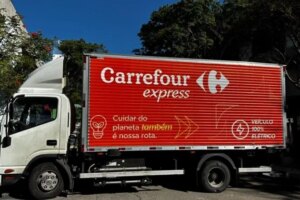 Carrefour
express
Cuidar do
planeta também
é nossa rota.
VEÍCULO
100%
ELÉTRICO